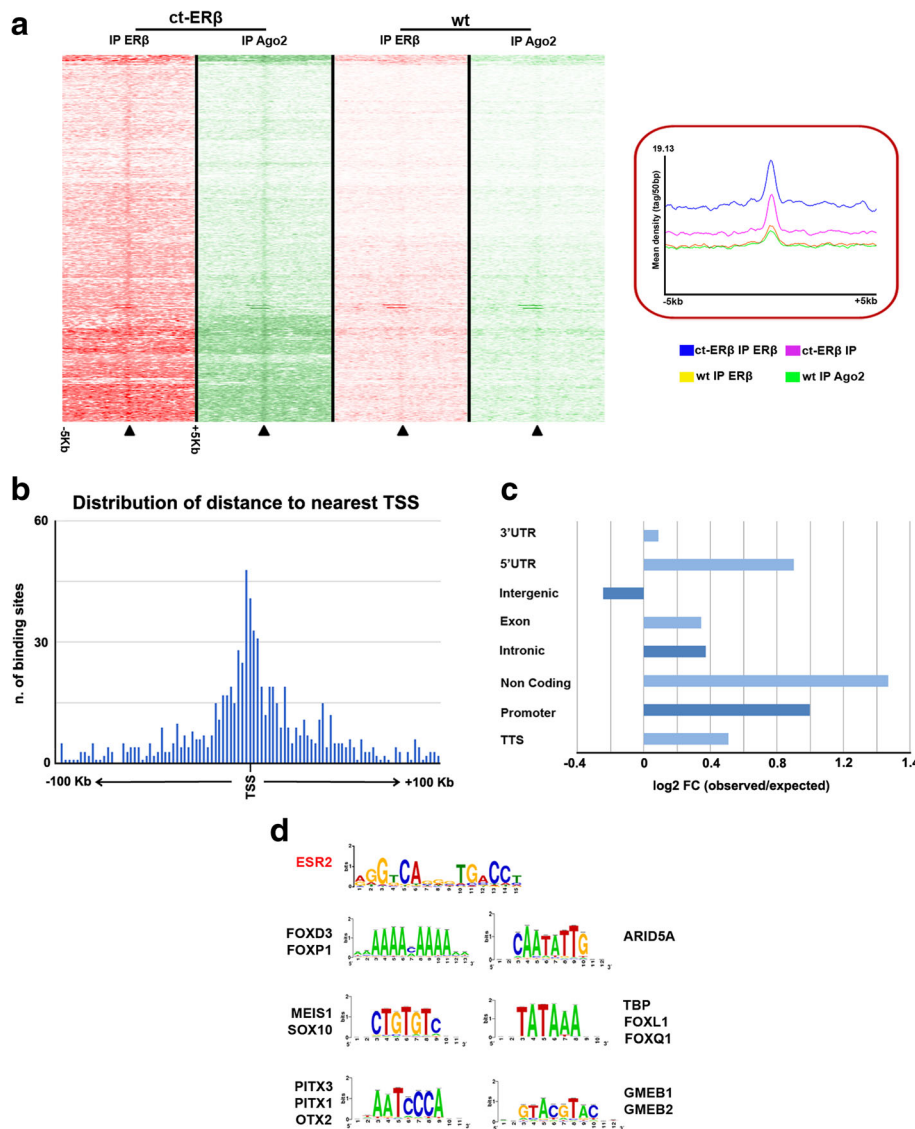 a
ct-ERβ wt
IP ERβ IP Ago2 IP ERβ IP Ago2
-5Kb +5Kb
19.13
Mean density (tag/50bp)
-5kb +5kb
ct-ERβ IP ERβ ct-ERβ IP
wt IP ERβ wt IP Ago2
b
Distribution of distance to nearest TSS
n. of binding sites
60
30
0
-100 Kb TSS +100 Kb
c
3'UTR
5'UTR
Intergenic
Exon
Intronic
Non Coding
Promoter
TTS
-0.4 0 0.4 0.8 1.2 1.4
log2 FC (observed/expected)
d
ESR2
FOXD3
FOXP1
ARID5A
MEIS1
SOX10
TBP
FOXL1
FOXQ1
PITX3
PITX1
OTX2
GMEB1
GMEB2